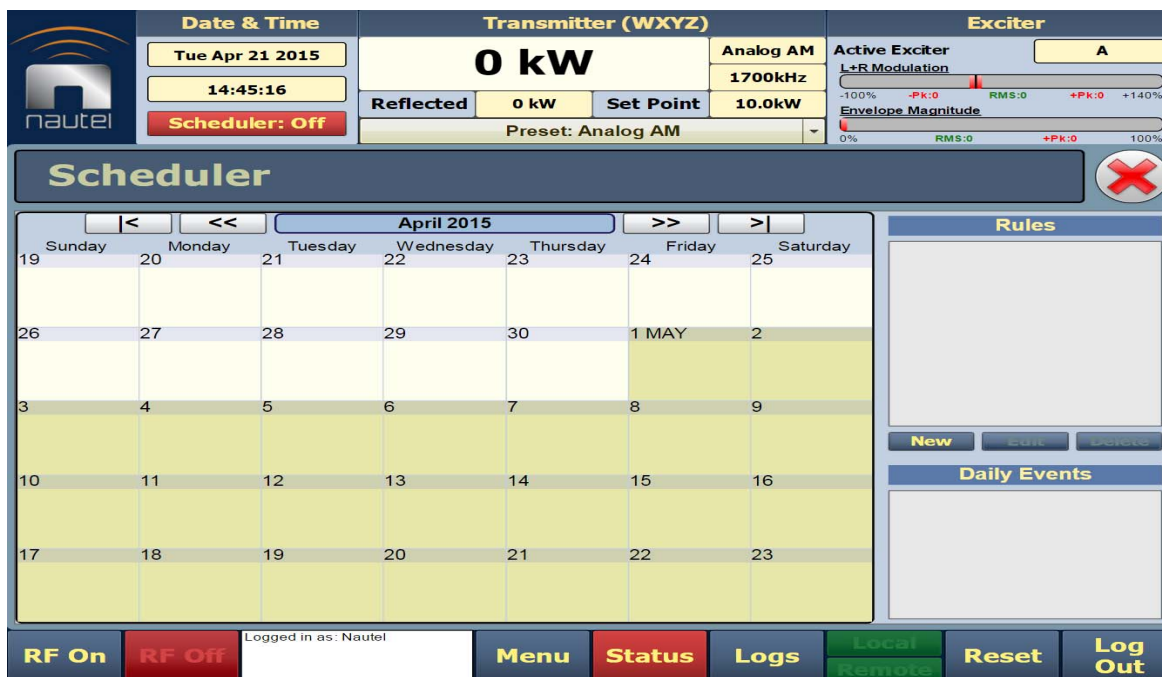 nautel
Date & Time
Tue Apr 21 2015
14:45:16
Scheduler: Off
Transmitter (WXYZ)
0 kW
Analog AM
1700kHz
Reflected 0 kW Set Point 10.0kW
Preset: Analog AM
Exciter
Active Exciter A
L+R Modulation
-100% -Pk:0 RMS:0 +Pk:0 +140%
Envelope Magnitude
0% RMS:0 +Pk:0 100%
Scheduler
|< << April 2015 >> >|
Sunday Monday Tuesday Wednesday Thursday Friday Saturday
19 20 21 22 23 24 25
26 27 28 29 30 1 MAY 2
3 4 5 6 7 8 9
10 11 12 13 14 15 16
17 18 19 20 21 22 23
Rules
New Edit Delete
Daily Events
RF On RF Off Logged in as: Nautel Menu Status Logs Local Remote Reset Log Out